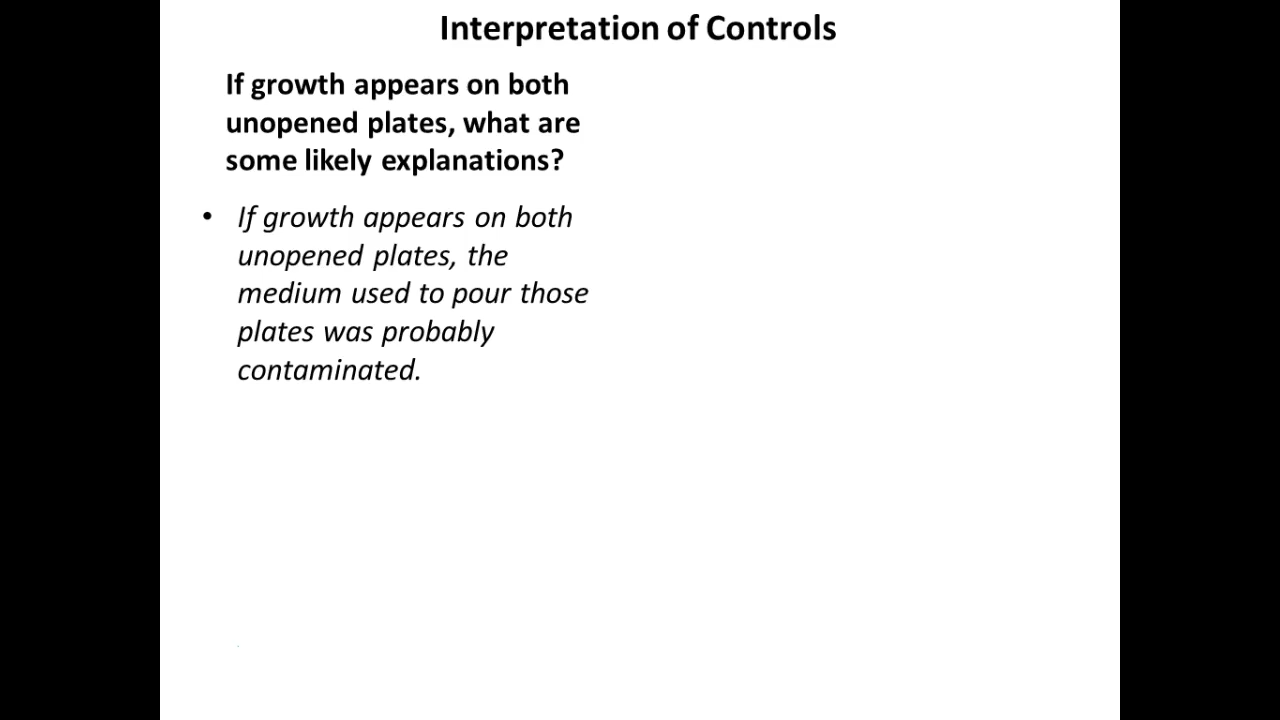 Interpretation of Controls
If growth appears on both
unopened plates, what are
some likely explanations?
• If growth appears on both
unopened plates, the
medium used to pour those
plates was probably
contaminated.